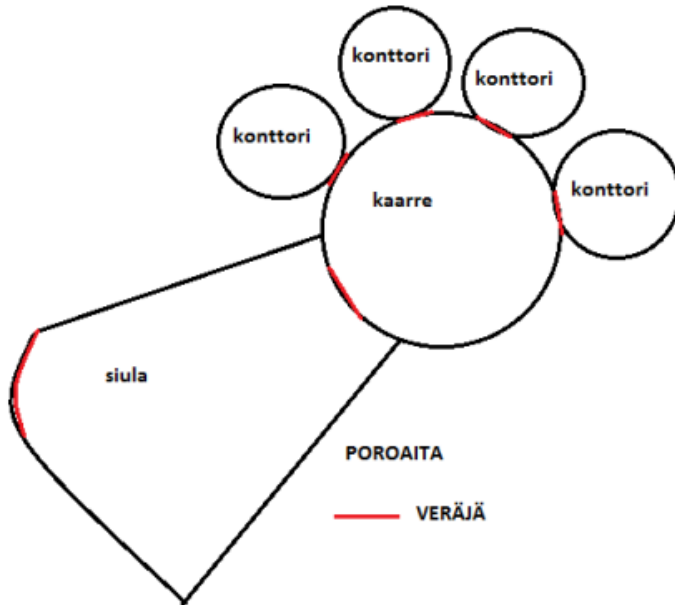 konttori
konttori
konttori
konttori
kaarre
siula
POROAITA
VERÄJÄ